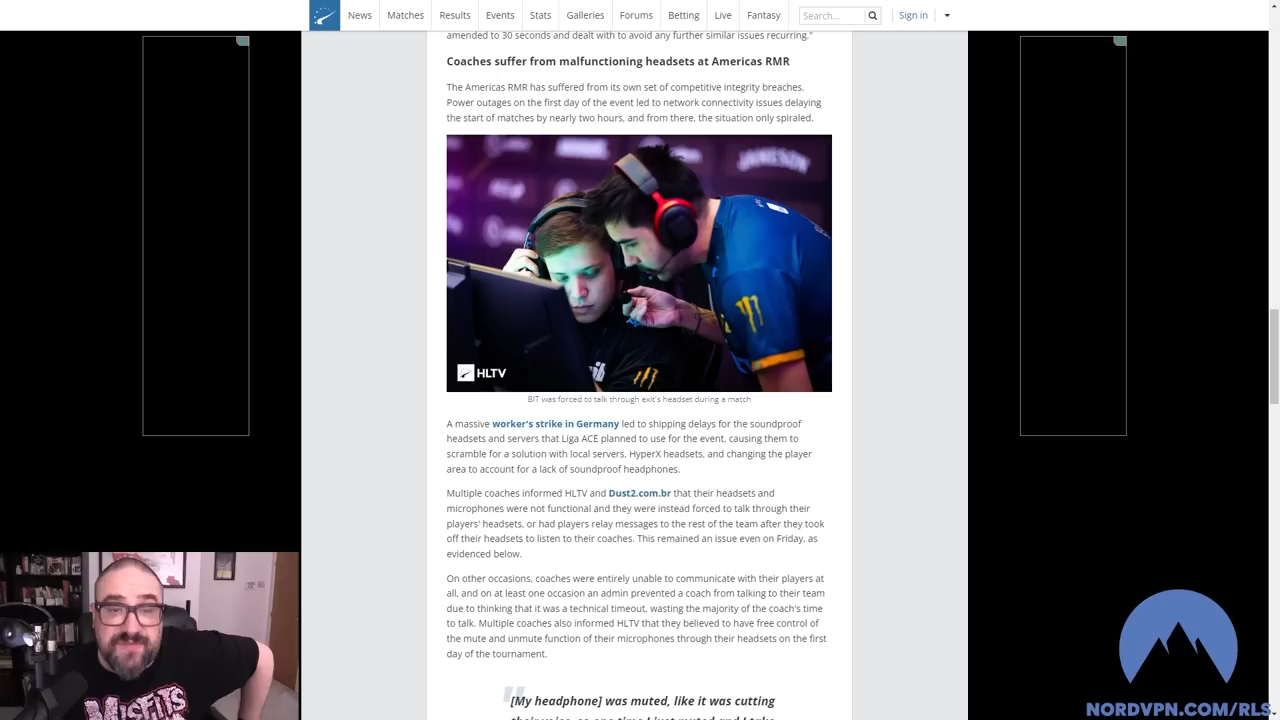 News Matches Results Events Stats Galleries Forums Betting Live Fantasy Search... Sign in
amended to 30 seconds and dealt with to avoid any further similar issues recurring."
Coaches suffer from malfunctioning headsets at Americas RMR
The Americas RMR has suffered from its own set of competitive integrity breaches.
Power outages on the first day of the event led to network connectivity issues delaying
the start of matches by nearly two hours, and from there, the situation only spiraled.
JAMESON
HLTV
BIT was forced to talk through exit's headset during a match
A massive worker's strike in Germany led to shipping delays for the soundproof
headsets and servers that Liga ACE planned to use for the event, causing them to
scramble for a solution with local servers, HyperX headsets, and changing the player
area to account for a lack of soundproof headphones.
Multiple coaches informed HLTV and Dust2.com.br that their headsets and
microphones were not functional and they were instead forced to talk through their
players' headsets, or had players relay messages to the rest of the team after they took
off their headsets to listen to their coaches. This remained an issue even on Friday, as
evidenced below.
On other occasions, coaches were entirely unable to communicate with their players at
all, and on at least one occasion an admin prevented a coach from talking to their team
due to thinking that it was a technical timeout, wasting the majority of the coach's time
to talk. Multiple coaches also informed HLTV that they believed to have free control of
the mute and unmute function of their microphones through their headsets on the first
day of the tournament.
[My headphone] was muted, like it was cutting
MISFITS
NORDVPN.COM/RLS